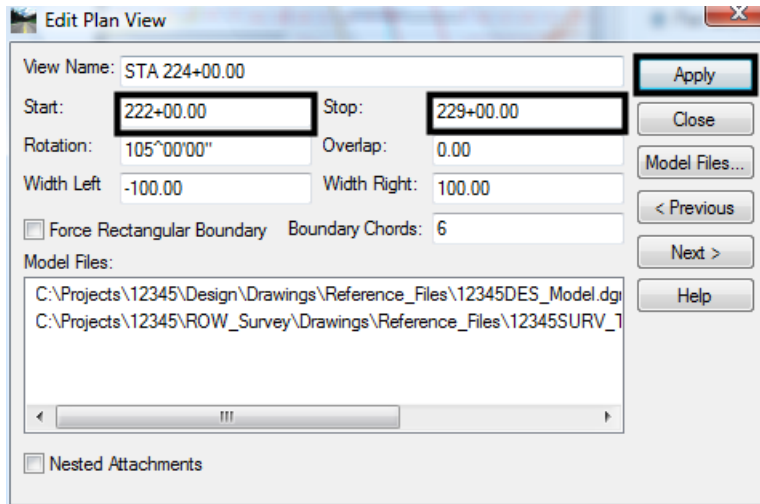 Edit Plan View
View Name: STA 224+00.00
Apply
Start: 222+00.00 Stop: 229+00.00
Close
Rotation: 105^00'00" Overlap: 0.00
Model Files...
Width Left -100.00 Width Right: 100.00
< Previous
Force Rectangular Boundary Boundary Chords: 6
Next >
Model Files:
C:\Projects\12345\Design\Drawings\Reference_Files\12345DES_Model.dgn
Help
C:\Projects\12345\ROW_Survey\Drawings\Reference_Files\12345SURV_T
Nested Attachments